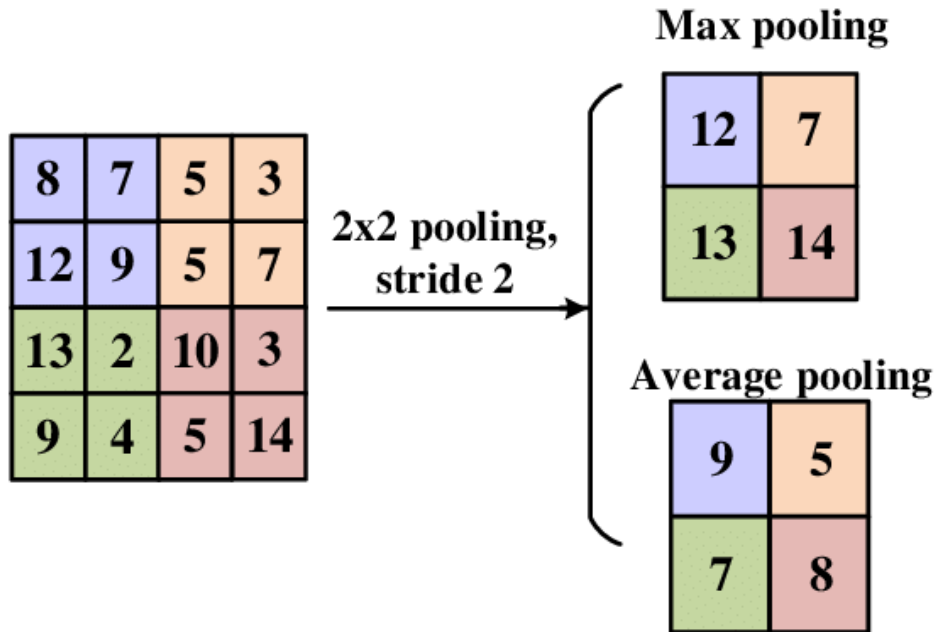 Max pooling
12 7
13 14
8 7 5 3
12 9 5 7
13 2 10 3
9 4 5 14
2x2 pooling,
stride 2
Average pooling
9 5
7 8